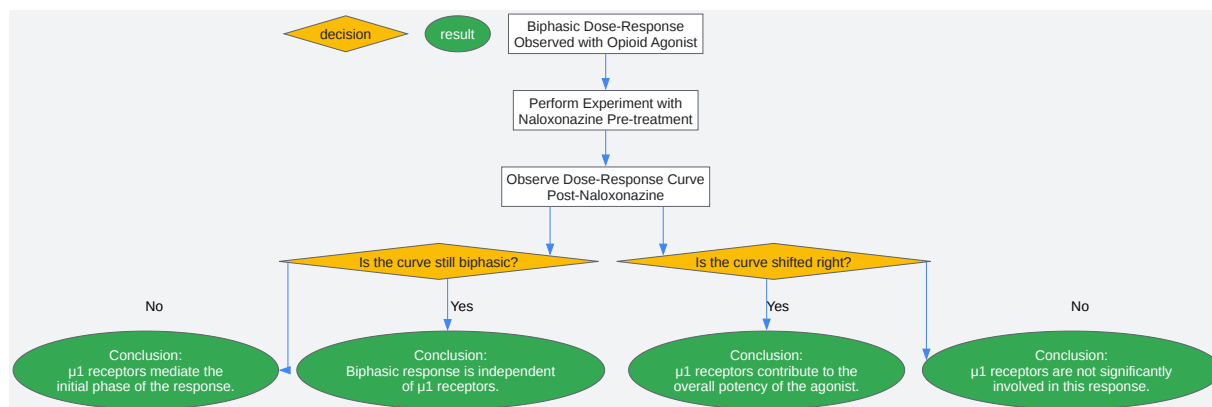 decision
result
Biphasic Dose-Response
Observed with Opioid Agonist
Perform Experiment with
Naloxonazine Pre-treatment
Observe Dose-Response Curve
Post-Naloxonazine
Is the curve still biphasic?
Is the curve shifted right?
No
Yes
Yes
No
Conclusion:
μ1 receptors mediate the
initial phase of the response.
Conclusion:
Biphasic response is independent
of μ1 receptors.
Conclusion:
μ1 receptors contribute to the
overall potency of the agonist.
Conclusion:
μ1 receptors are not significantly
involved in this response.